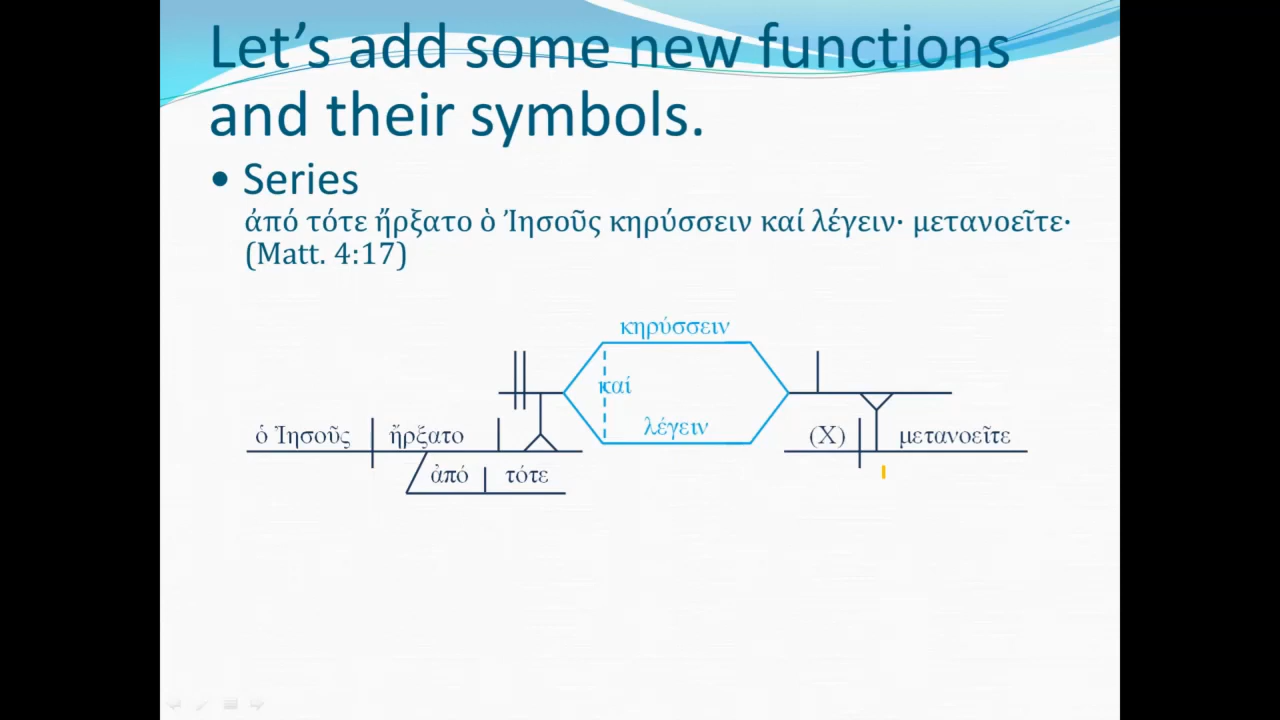 Let's add some new functions
and their symbols.
• Series
ἀπό τότε ἤρξατο ὁ Ἰησοῦς κηρύσσειν καί λέγειν· μετανοεῖτε·
(Matt. 4:17)
κηρύσσειν
καί
λέγειν
ὁ Ἰησοῦς ἤρξατο
(X) μετανοεῖτε
ἀπό τότε